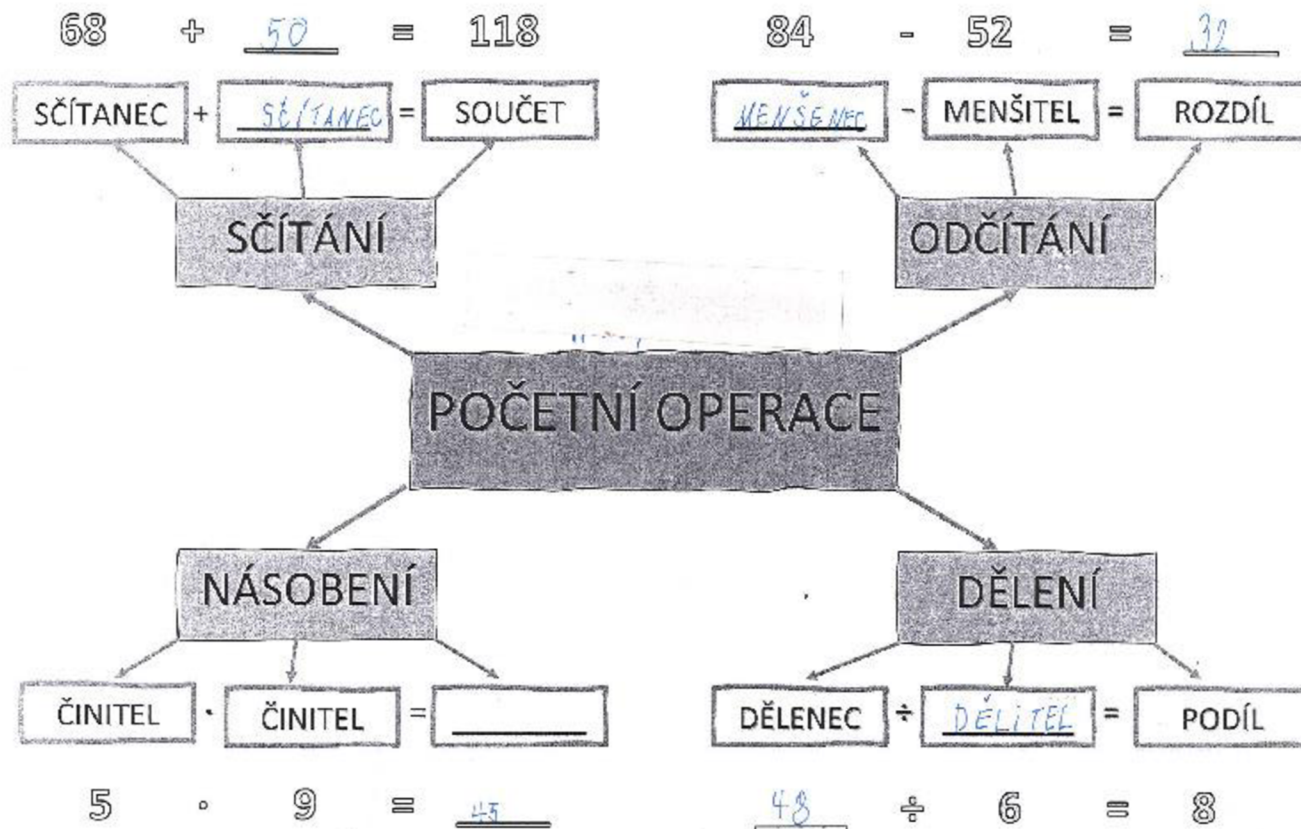 68 + 50 = 118
84 - 52 = 32
SČÍTANEC + SČÍTANEC = SOUČET
MENŠENEC - MENŠITEL = ROZDÍL
SČÍTÁNÍ
ODČÍTÁNÍ
POČETNÍ OPERACE
NÁSOBENÍ
DĚLENÍ
ČINITEL · ČINITEL =
DĚLENEC ÷ DĚLITEL = PODÍL
5 · 9 = 45
48 ÷ 6 = 8